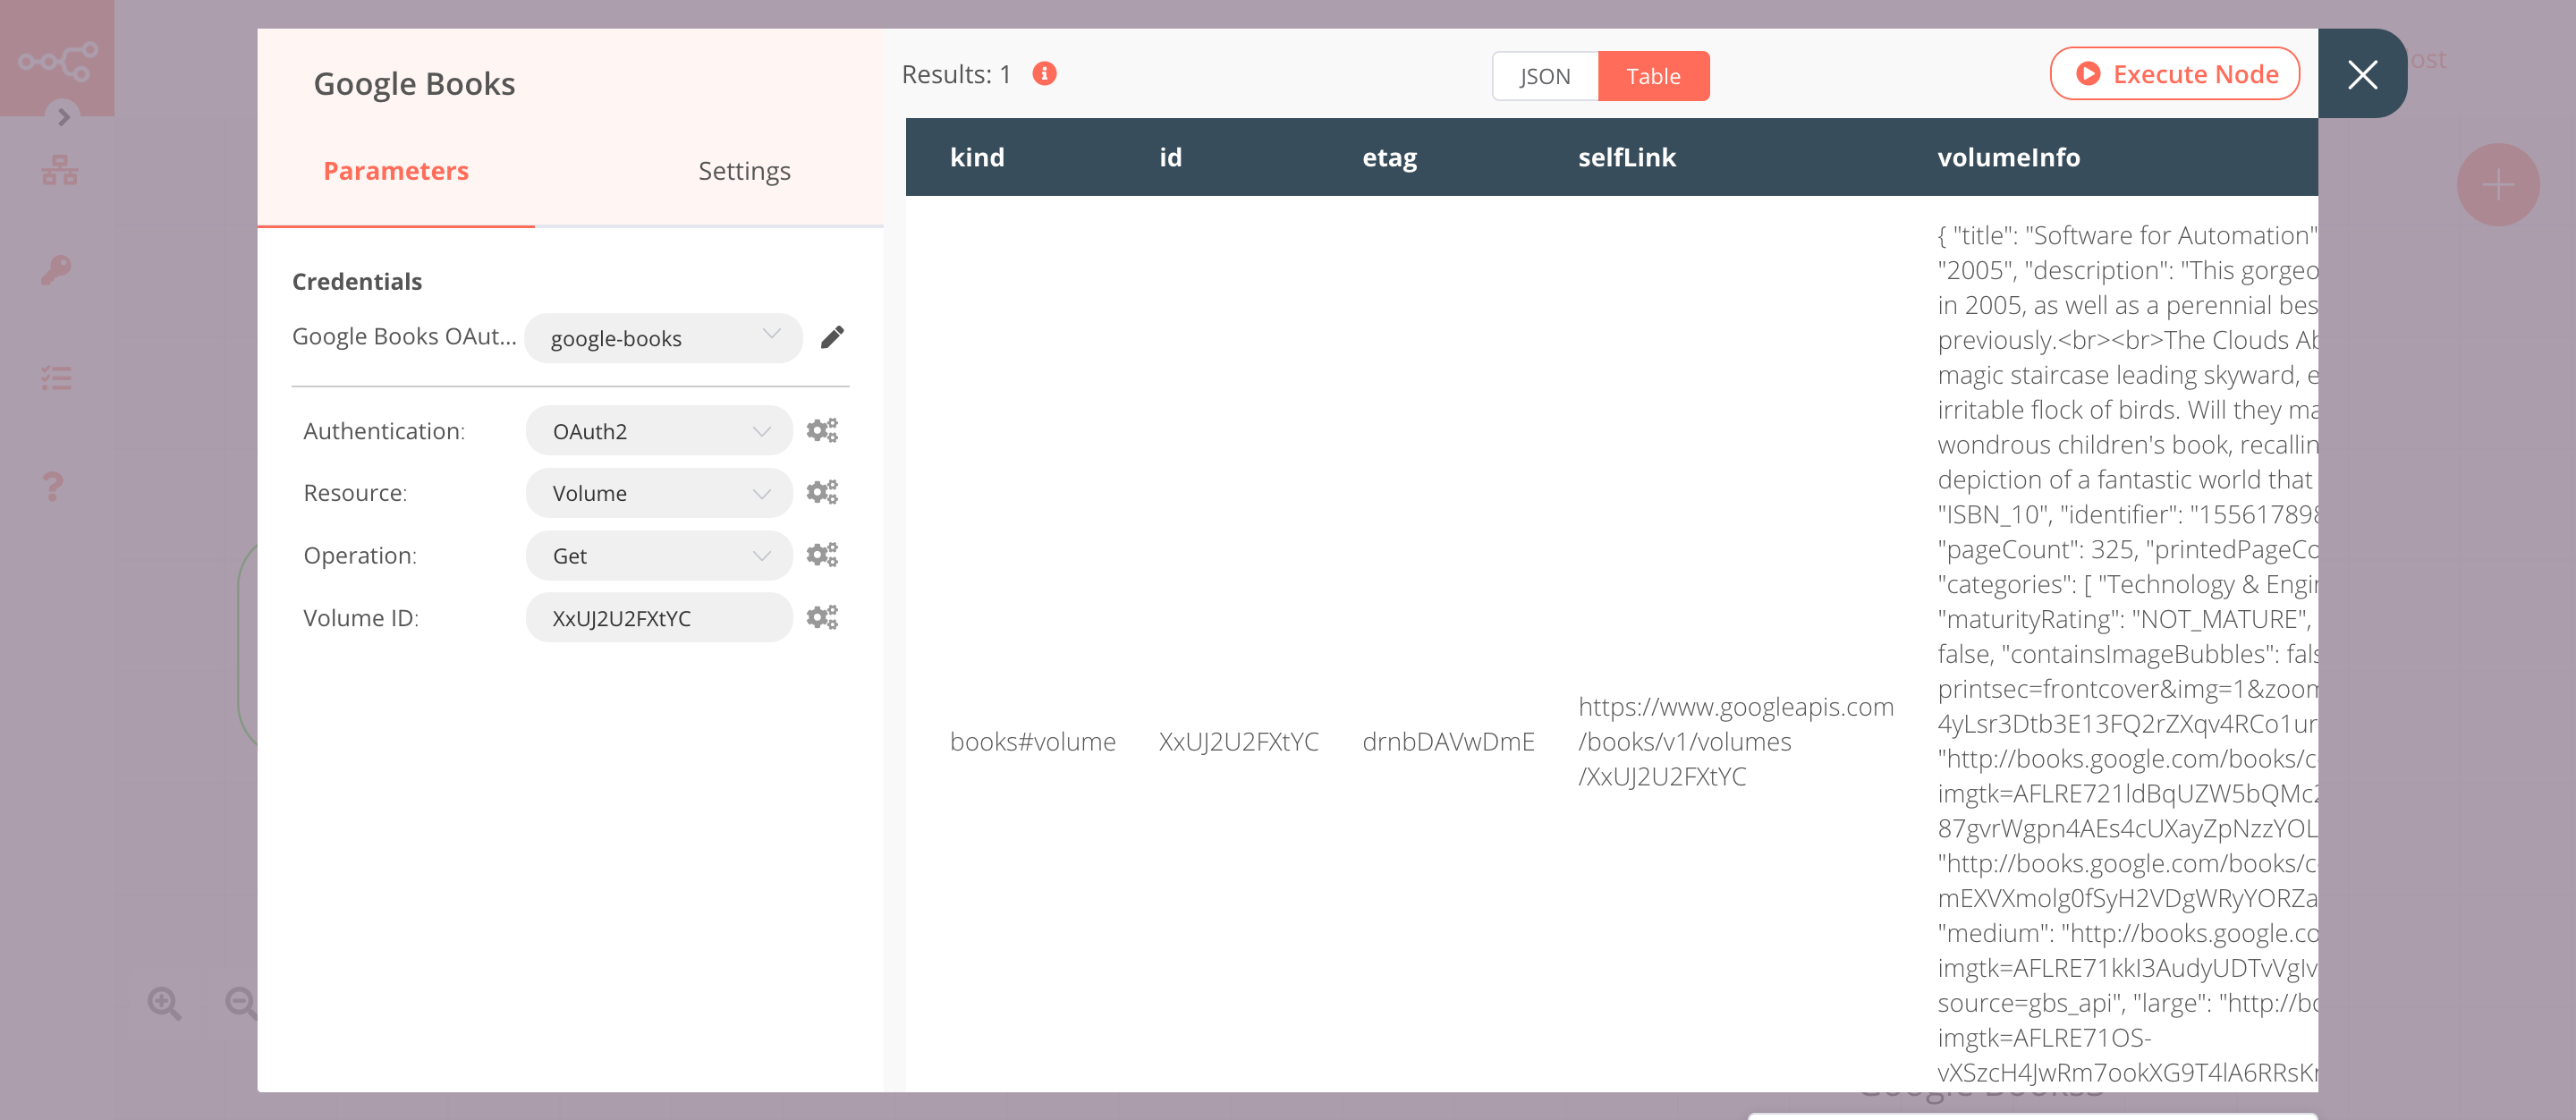 Google Books
Parameters
Settings
Credentials
Google Books OAut...
google-books
Authentication:
OAuth2
Resource:
Volume
Operation:
Get
Volume ID:
XxUJ2U2FXtYC
Results: 1
JSON
Table
Execute Node
ost
kind
id
etag
selfLink
volumeInfo
books#volume
XxUJ2U2FXtYC
drnbDAVwDmE
https://www.googleapis.com
/books/v1/volumes
/XxUJ2U2FXtYC
{ "title": "Software for Automation"
"2005", "description": "This gorgeo
in 2005, as well as a perennial bes
previously.<br><br>The Clouds Ab
magic staircase leading skyward, e
irritable flock of birds. Will they ma
wondrous children's book, recallin
depiction of a fantastic world that
"ISBN_10", "identifier": "155617898
"pageCount": 325, "printedPageCo
"categories": [ "Technology & Engin
"maturityRating": "NOT_MATURE",
false, "containsImageBubbles": fals
printsec=frontcover&img=1&zoom
4yLsr3Dtb3E13FQ2rZXqv4RCo1ur
"http://books.google.com/books/c
imgtk=AFLRE721ldBqUZW5bQMc2
87gvrWgpn4AEs4cUXayZpNzzYOL
"http://books.google.com/books/c
mEXVXmolg0fSyH2VDgWRyYORZa
"medium": "http://books.google.co
imgtk=AFLRE71kkI3AudyUDTvVgIv
source=gbs_api", "large": "http://bo
imgtk=AFLRE71OS-
vXSzcH4JwRm7ookXG9T4lA6RRsKr